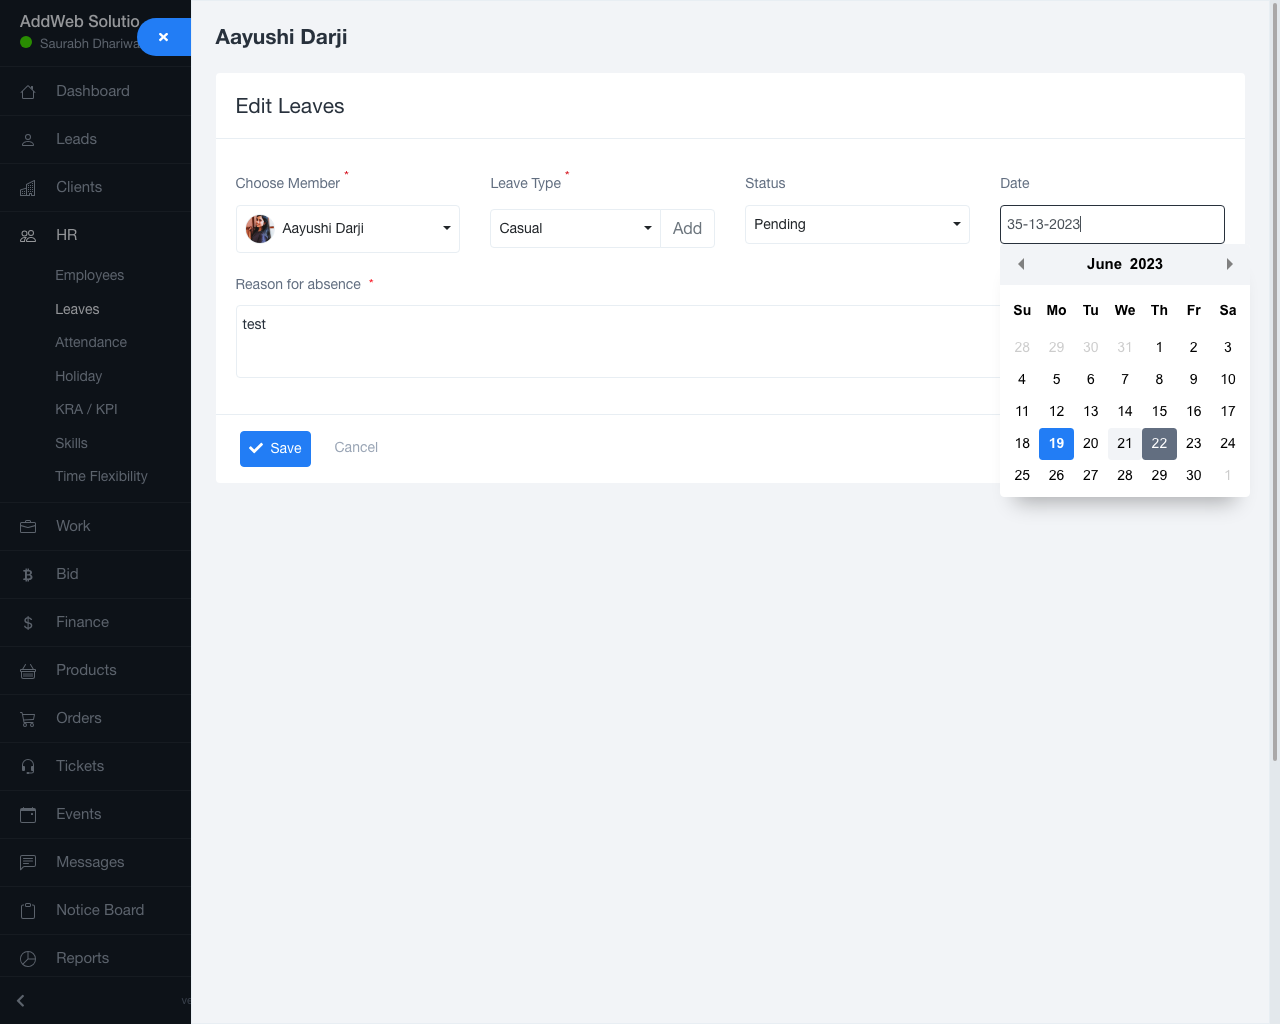 AddWeb Solutio
Saurabh Dhariwa
Dashboard
Leads
Clients
HR
Employees
Leaves
Attendance
Holiday
KRA / KPI
Skills
Time Flexibility
Work
Bid
Finance
Products
Orders
Tickets
Events
Messages
Notice Board
Reports
ve
Aayushi Darji
Edit Leaves
Choose Member *
Aayushi Darji
Leave Type *
Casual
Add
Status
Pending
Date
35-13-2023
Reason for absence *
test
Save
Cancel
June 2023
Su Mo Tu We Th Fr Sa
28 29 30 31 1 2 3
4 5 6 7 8 9 10
11 12 13 14 15 16 17
18 19 20 21 22 23 24
25 26 27 28 29 30 1